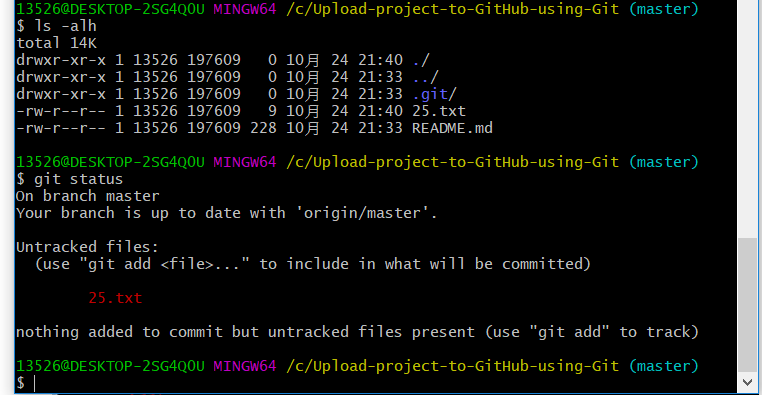 13526@DESKTOP-2SG4QOU MINGW64 /c/Upload-project-to-GitHub-using-Git (master)
$ ls -alh
total 14K
drwxr-xr-x 1 13526 197609   0 10月 24 21:40 ./
drwxr-xr-x 1 13526 197609   0 10月 24 21:33 ../
drwxr-xr-x 1 13526 197609   0 10月 24 21:33 .git/
-rw-r--r-- 1 13526 197609   9 10月 24 21:40 25.txt
-rw-r--r-- 1 13526 197609 228 10月 24 21:33 README.md
13526@DESKTOP-2SG4QOU MINGW64 /c/Upload-project-to-GitHub-using-Git (master)
$ git status
On branch master
Your branch is up to date with 'origin/master'.
Untracked files:
  (use "git add <file>..." to include in what will be committed)
        25.txt
nothing added to commit but untracked files present (use "git add" to track)
13526@DESKTOP-2SG4QOU MINGW64 /c/Upload-project-to-GitHub-using-Git (master)
$